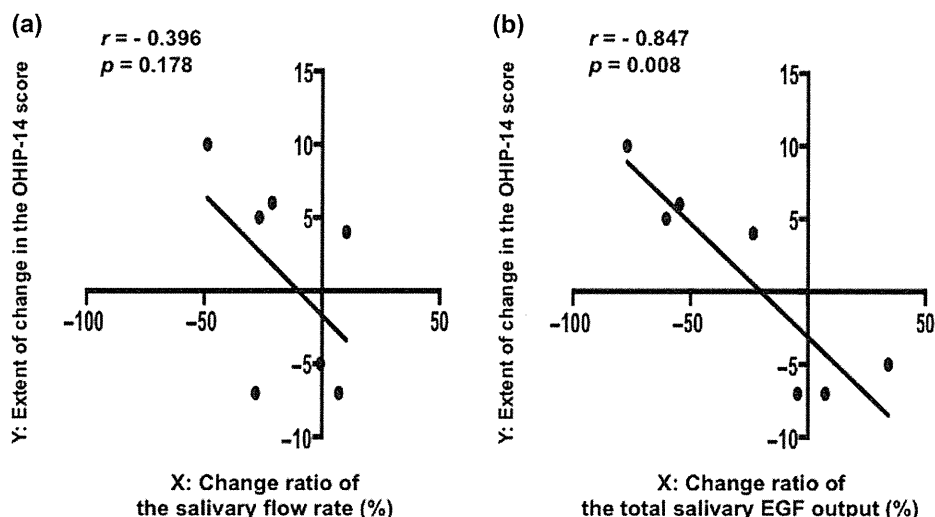 (a)
r = - 0.396
p = 0.178
Y: Extent of change in the OHIP-14 score
15
10
5
−5
−10
−100
−50
50
X: Change ratio of
the salivary flow rate (%)
(b)
r = - 0.847
p = 0.008
Y: Extent of change in the OHIP-14 score
15
10
5
−5
−10
−100
−50
50
X: Change ratio of
the total salivary EGF output (%)